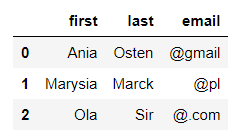 first last email
0 Ania Osten @gmail
1 Marysia Marck @pl
2 Ola Sir @.com